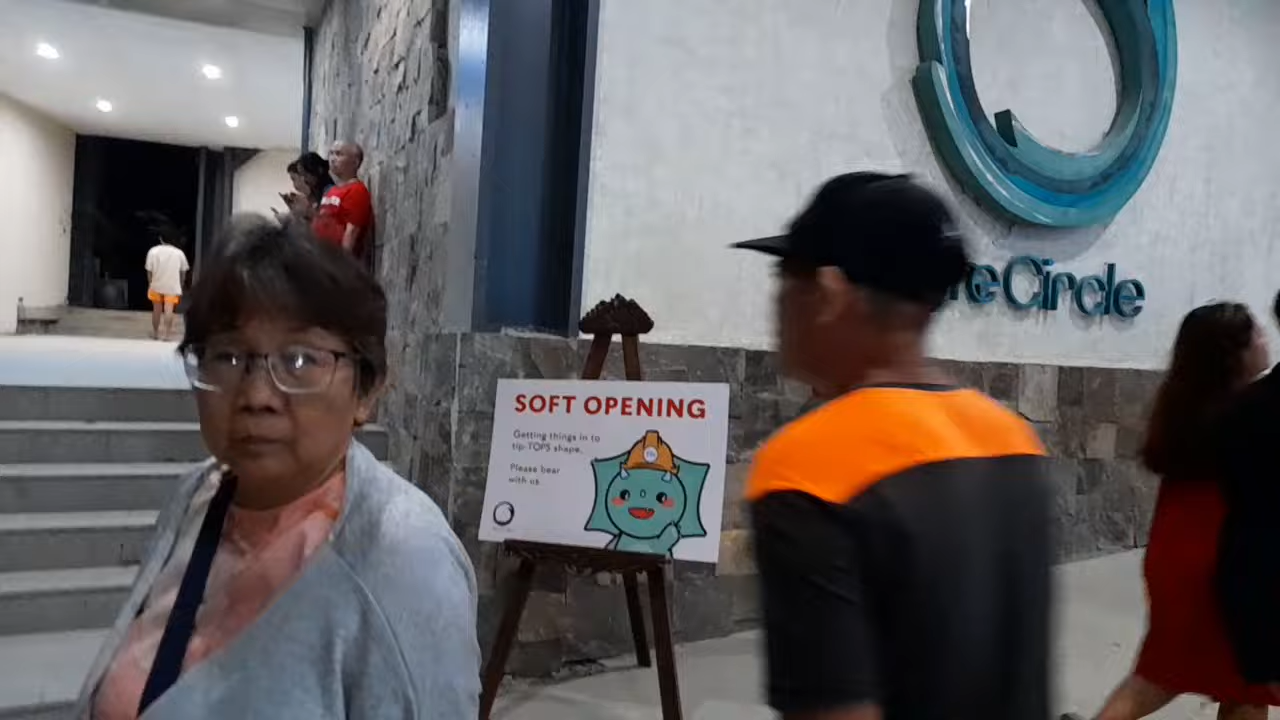 SOFT OPENING
Getting things in to
tip-TOPS shape.
Please bear
with us
Circle